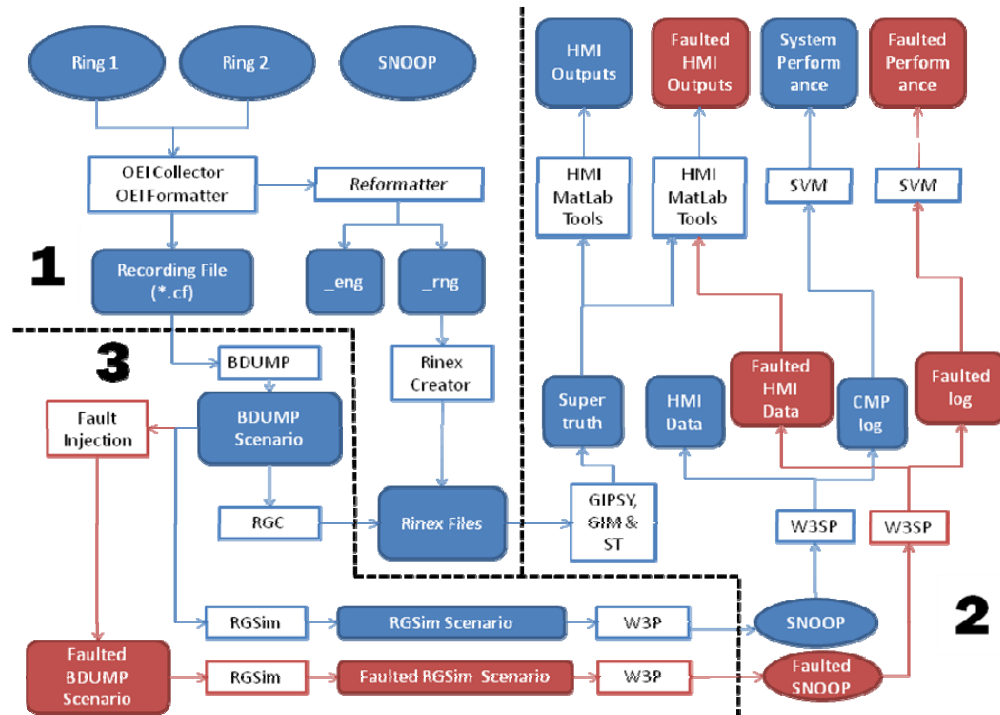 Ring 1
Ring 2
SNOOP
OEI Collector
OEI Formatter
Reformatter
1
Recording File
(*.cf)
_eng
_rng
3
BDUMP
Rinex
Creator
Fault
Injection
BDUMP
Scenario
RGC
Rinex Files
HMI
Outputs
Faulted
HMI
Outputs
System
Perform
ance
Faulted
Perform
ance
HMI
MatLab
Tools
HMI
MatLab
Tools
SVM
SVM
Super
truth
HMI
Data
Faulted
HMI
Data
CMP
log
Faulted
log
GIPSY,
GIM &
ST
W3SP
W3SP
2
RGSim
RGSim Scenario
W3P
SNOOP
Faulted
BDUMP
Scenario
RGSim
Faulted RGSim Scenario
W3P
Faulted
SNOOP